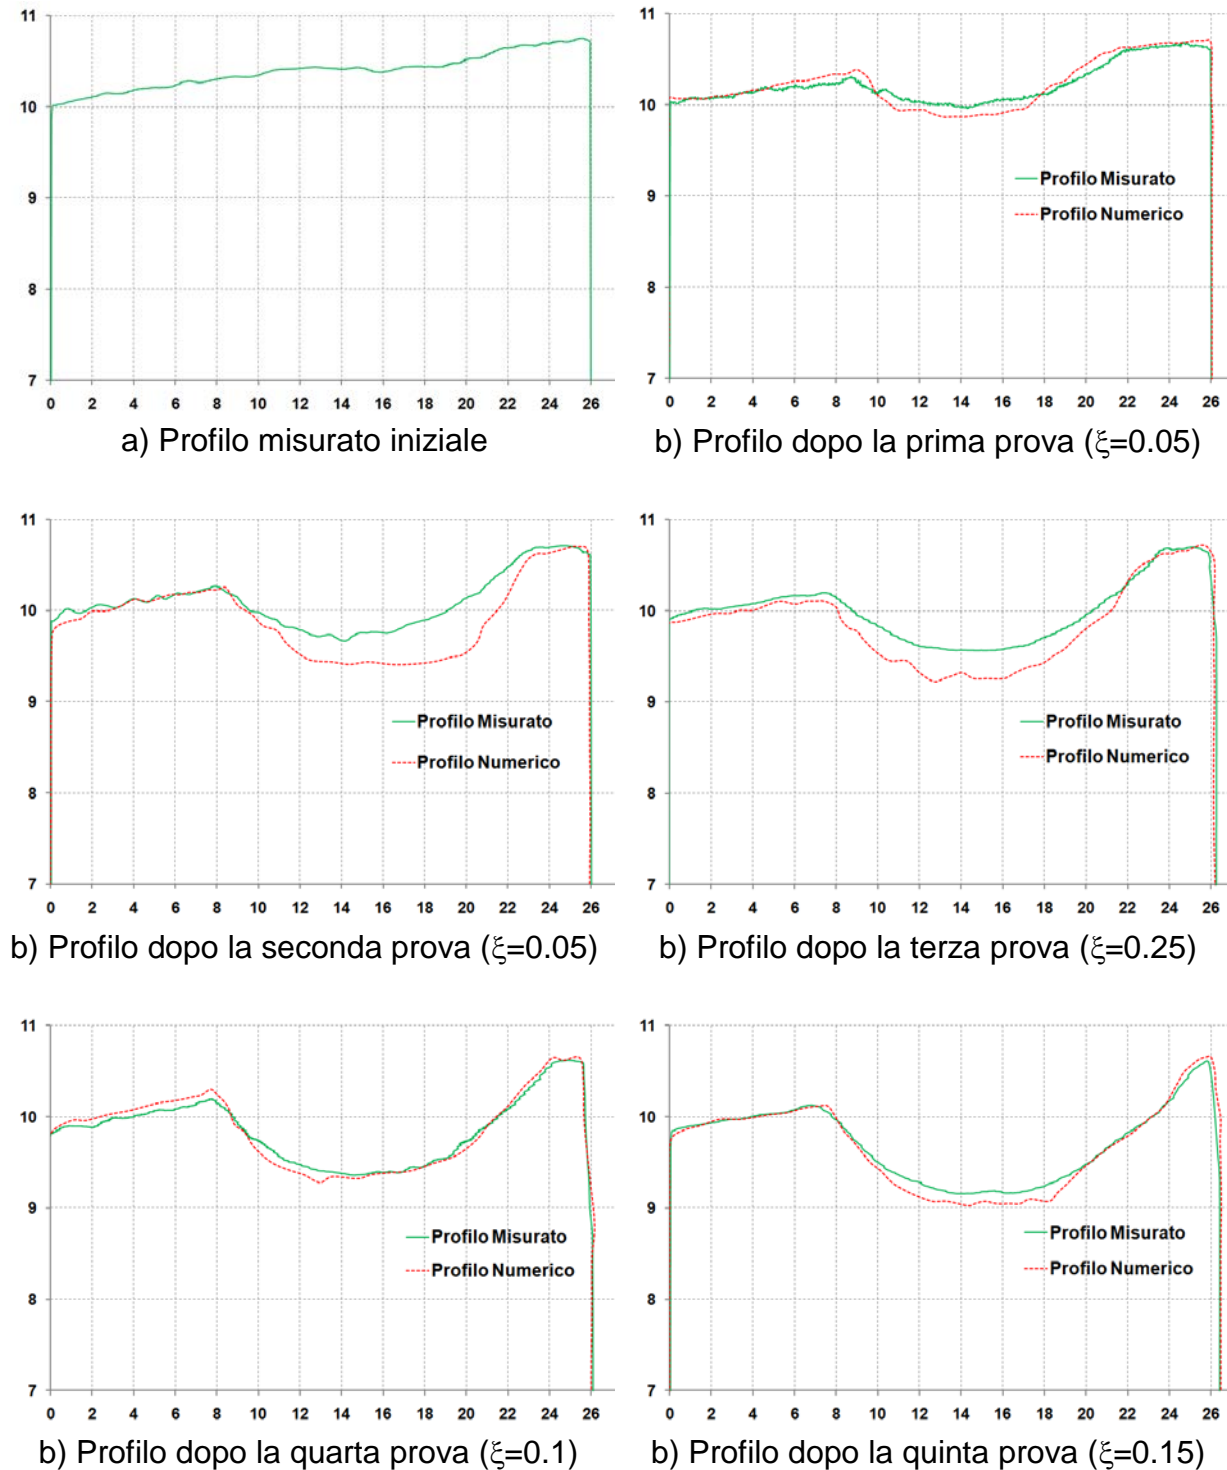 11
10
9
8
7
0 2 4 6 8 10 12 14 16 18 20 22 24 26
a) Profilo misurato iniziale
11
10
9
8
7
Profilo Misurato
Profilo Numerico
0 2 4 6 8 10 12 14 16 18 20 22 24 26
b) Profilo dopo la prima prova (ξ=0.05)
11
10
9
8
7
Profilo Misurato
Profilo Numerico
0 2 4 6 8 10 12 14 16 18 20 22 24 26
b) Profilo dopo la seconda prova (ξ=0.05)
11
10
9
8
7
Profilo Misurato
Profilo Numerico
0 2 4 6 8 10 12 14 16 18 20 22 24 26
b) Profilo dopo la terza prova (ξ=0.25)
11
10
9
8
7
Profilo Misurato
Profilo Numerico
0 2 4 6 8 10 12 14 16 18 20 22 24 26
b) Profilo dopo la quarta prova (ξ=0.1)
11
10
9
8
7
Profilo Misurato
Profilo Numerico
0 2 4 6 8 10 12 14 16 18 20 22 24 26
b) Profilo dopo la quinta prova (ξ=0.15)